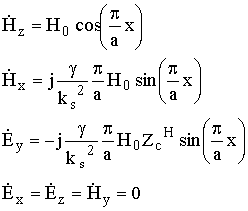 Ḣz = H0 cos(π/a x)
Ḣx = j γ/ks² π/a H0 sin(π/a x)
Ėy = −j γ/ks² π/a H0 Zc^H sin(π/a x)
Ėx = Ėz = Ḣy = 0